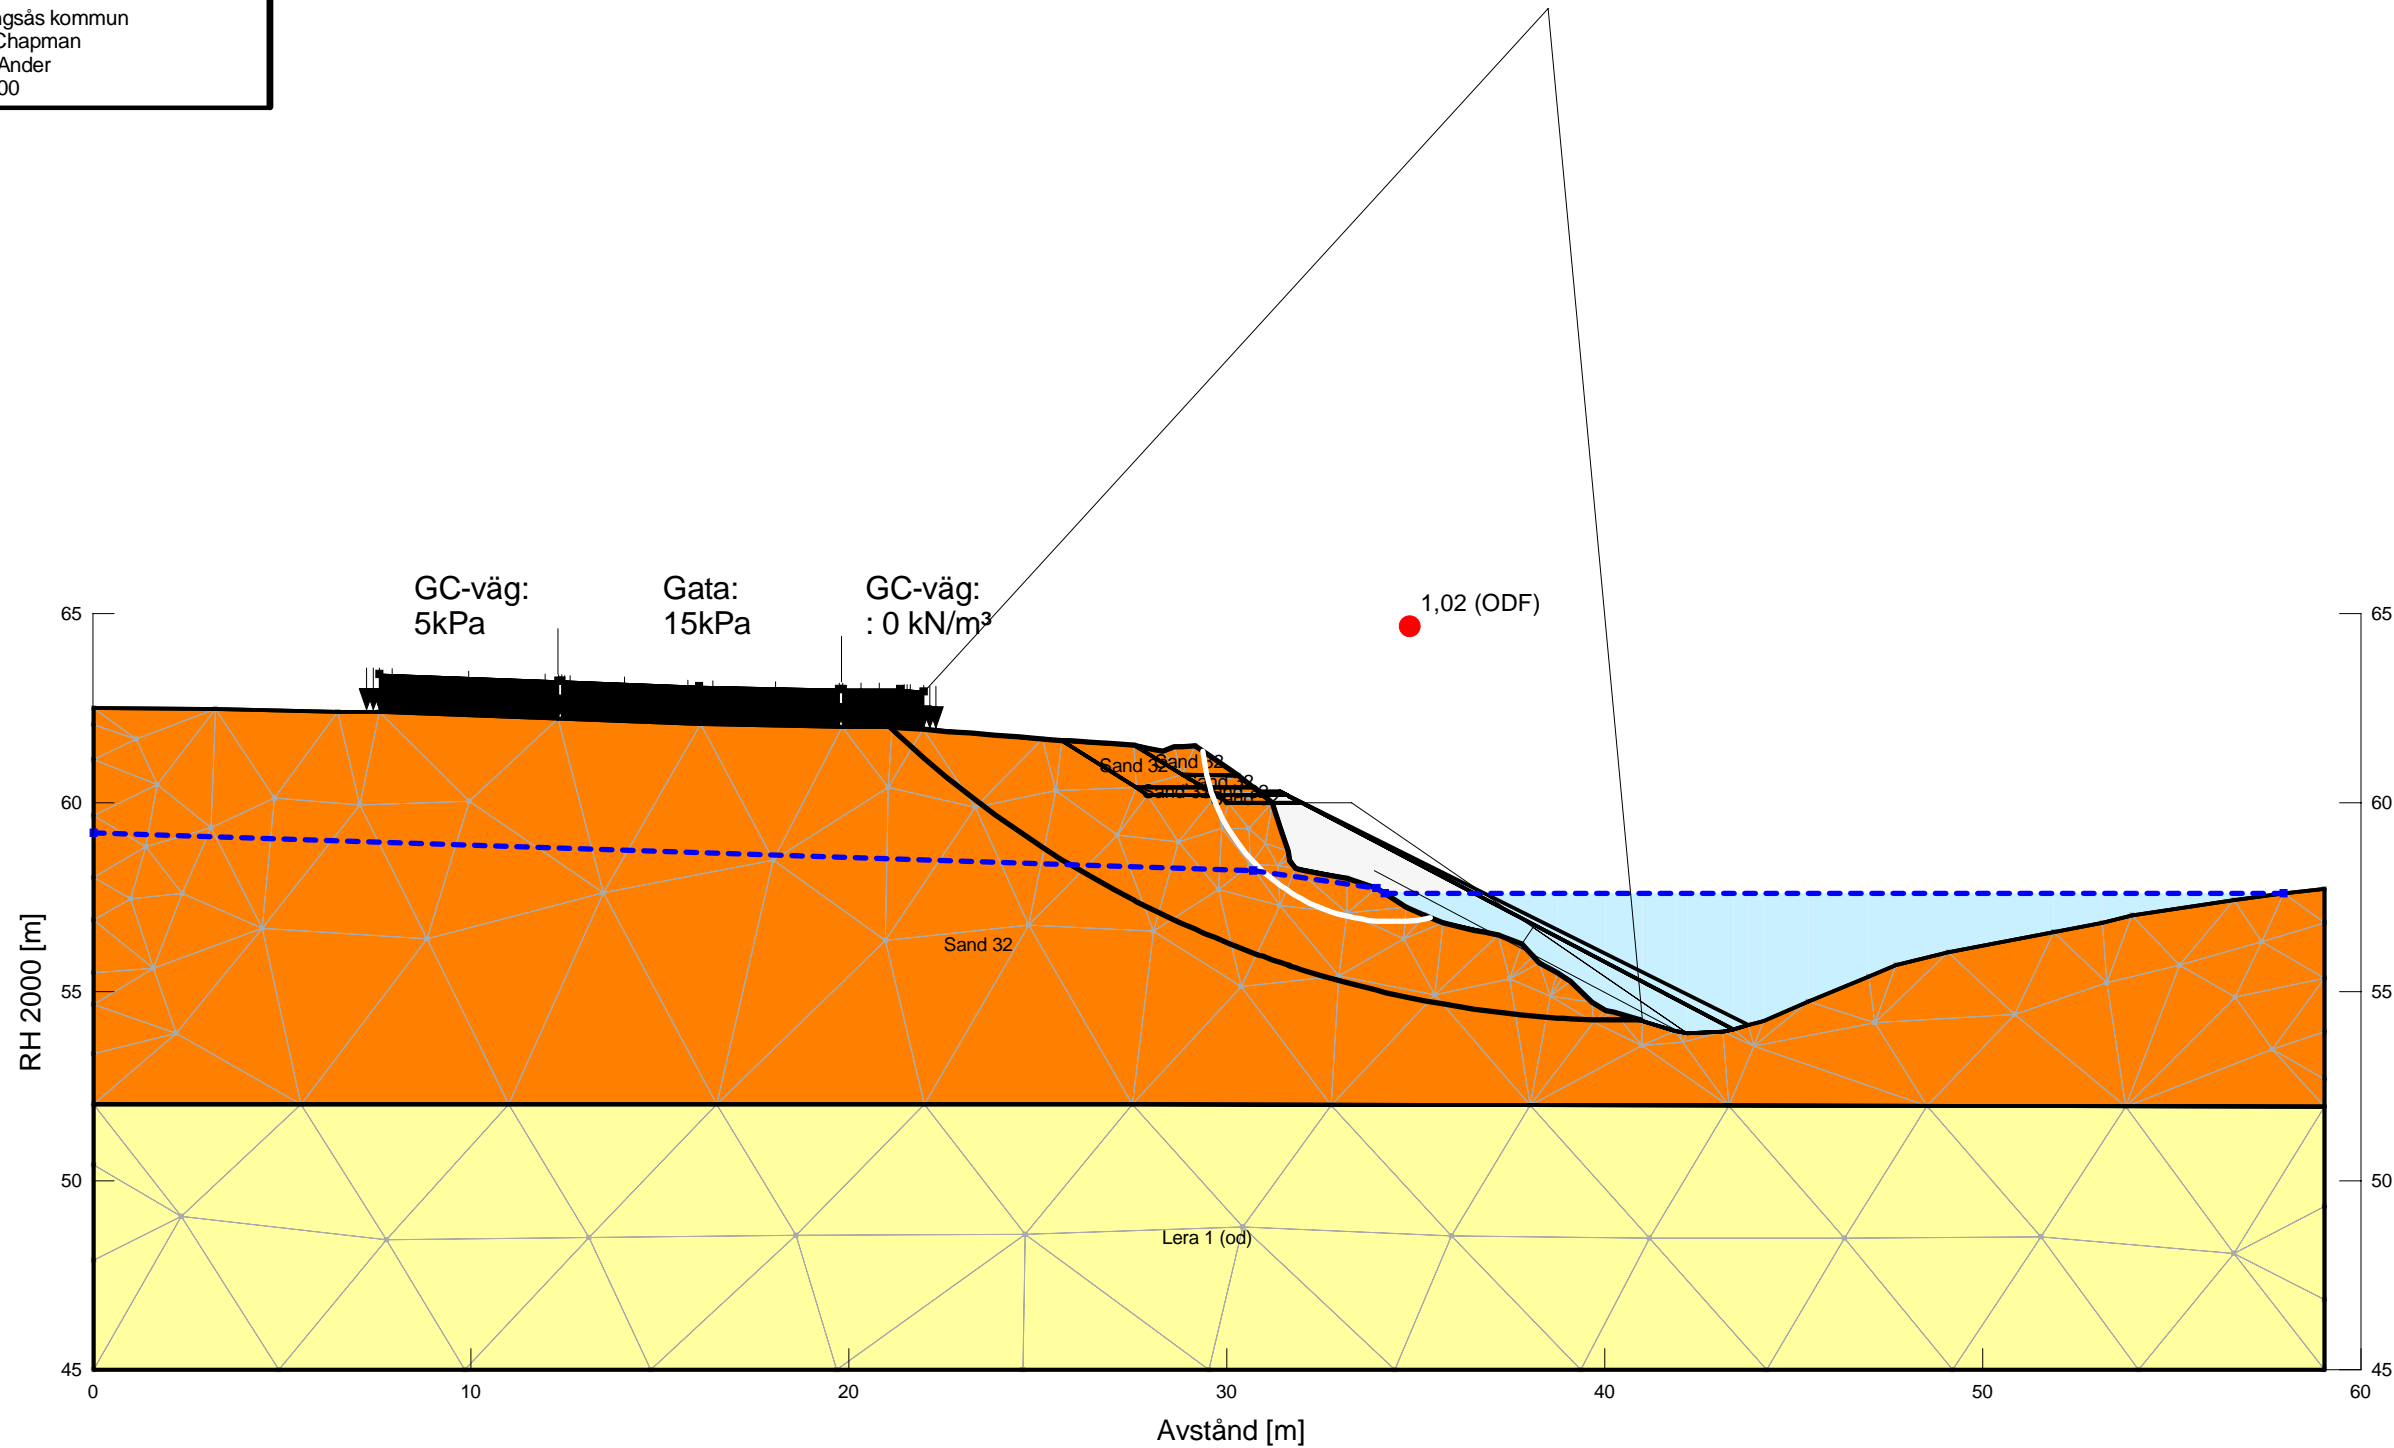 gsås kommun
Chapman
Ander
00
GC-väg:
5kPa
Gata:
15kPa
GC-väg:
: 0 kN/m³
1,02 (ODF)
65
65
60
60
55
55
50
50
45
45
RH 2000 [m]
Sand 32
Sand 32
Sand 32
Sand 32
Lera 1 (od)
0
10
20
30
40
50
60
Avstånd [m]